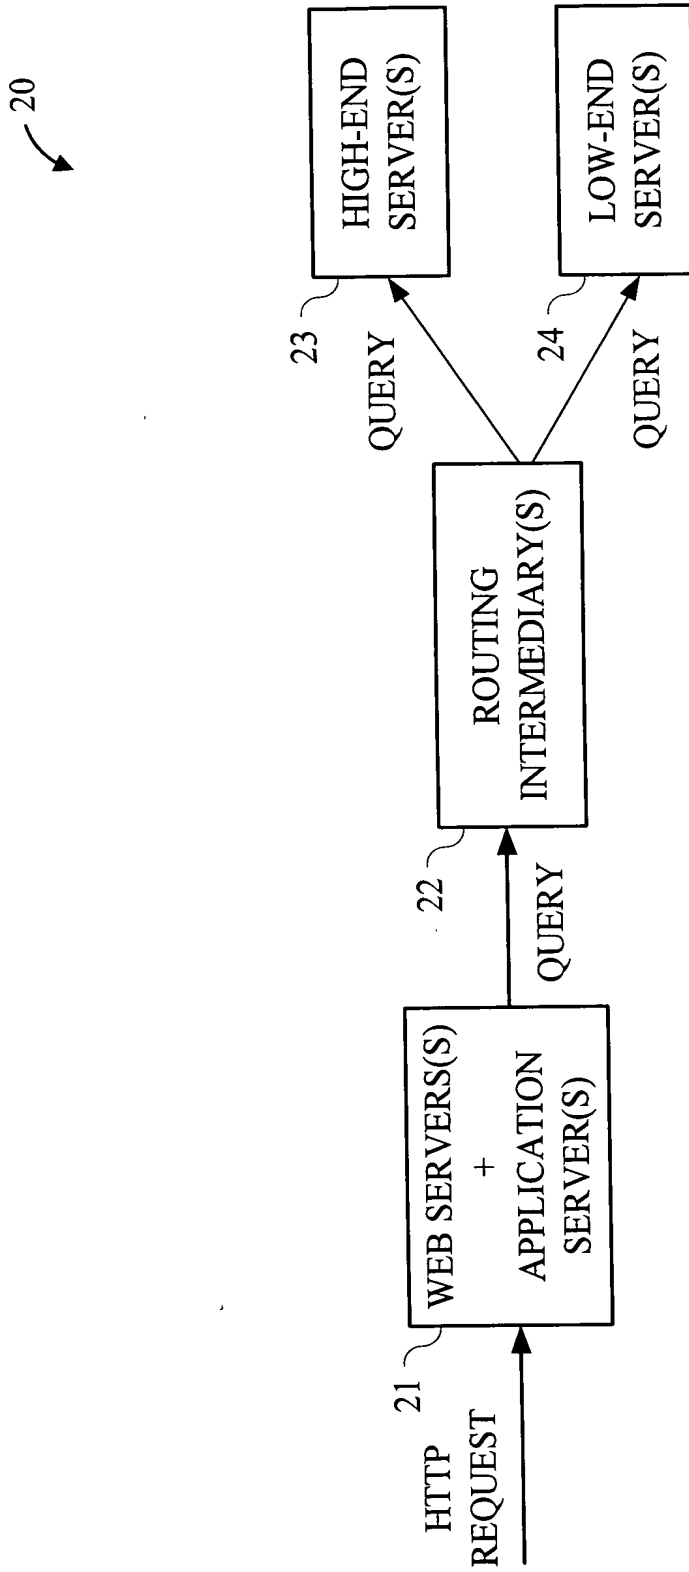 20
HTTP
REQUEST
21
WEB SERVERS(S)
+
APPLICATION
SERVER(S)
QUERY
22
ROUTING
INTERMEDIARY(S)
QUERY
23
HIGH-END
SERVER(S)
QUERY
24
LOW-END
SERVER(S)